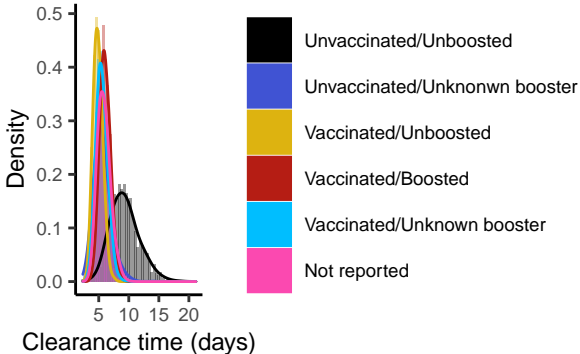 0.5
0.4
0.3
0.2
0.1
0.0
Density
5 10 15 20
Clearance time (days)
Unvaccinated/Unboosted
Unvaccinated/Unknonwn booster
Vaccinated/Unboosted
Vaccinated/Boosted
Vaccinated/Unknown booster
Not reported